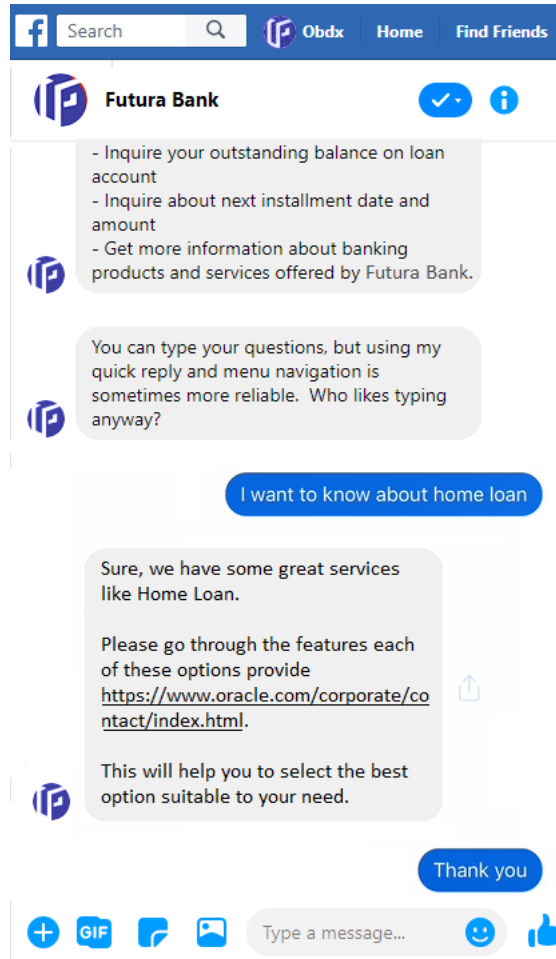 Search
Obdx
Home
Find Friends
Futura Bank
- Inquire your outstanding balance on loan
account
- Inquire about next installment date and
amount
- Get more information about banking
products and services offered by Futura Bank.
You can type your questions, but using my
quick reply and menu navigation is
sometimes more reliable.  Who likes typing
anyway?
I want to know about home loan
Sure, we have some great services
like Home Loan.
Please go through the features each
of these options provide
https://www.oracle.com/corporate/co
ntact/index.html.
This will help you to select the best
option suitable to your need.
Thank you
GIF
Type a message...